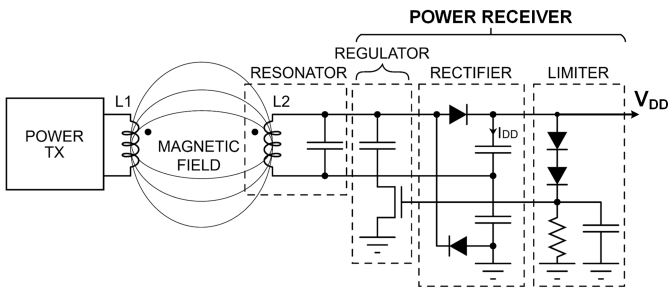 POWER RECEIVER
REGULATOR
RESONATOR
RECTIFIER
LIMITER
L1
L2
VDD
IDD
POWER
TX
MAGNETIC
FIELD